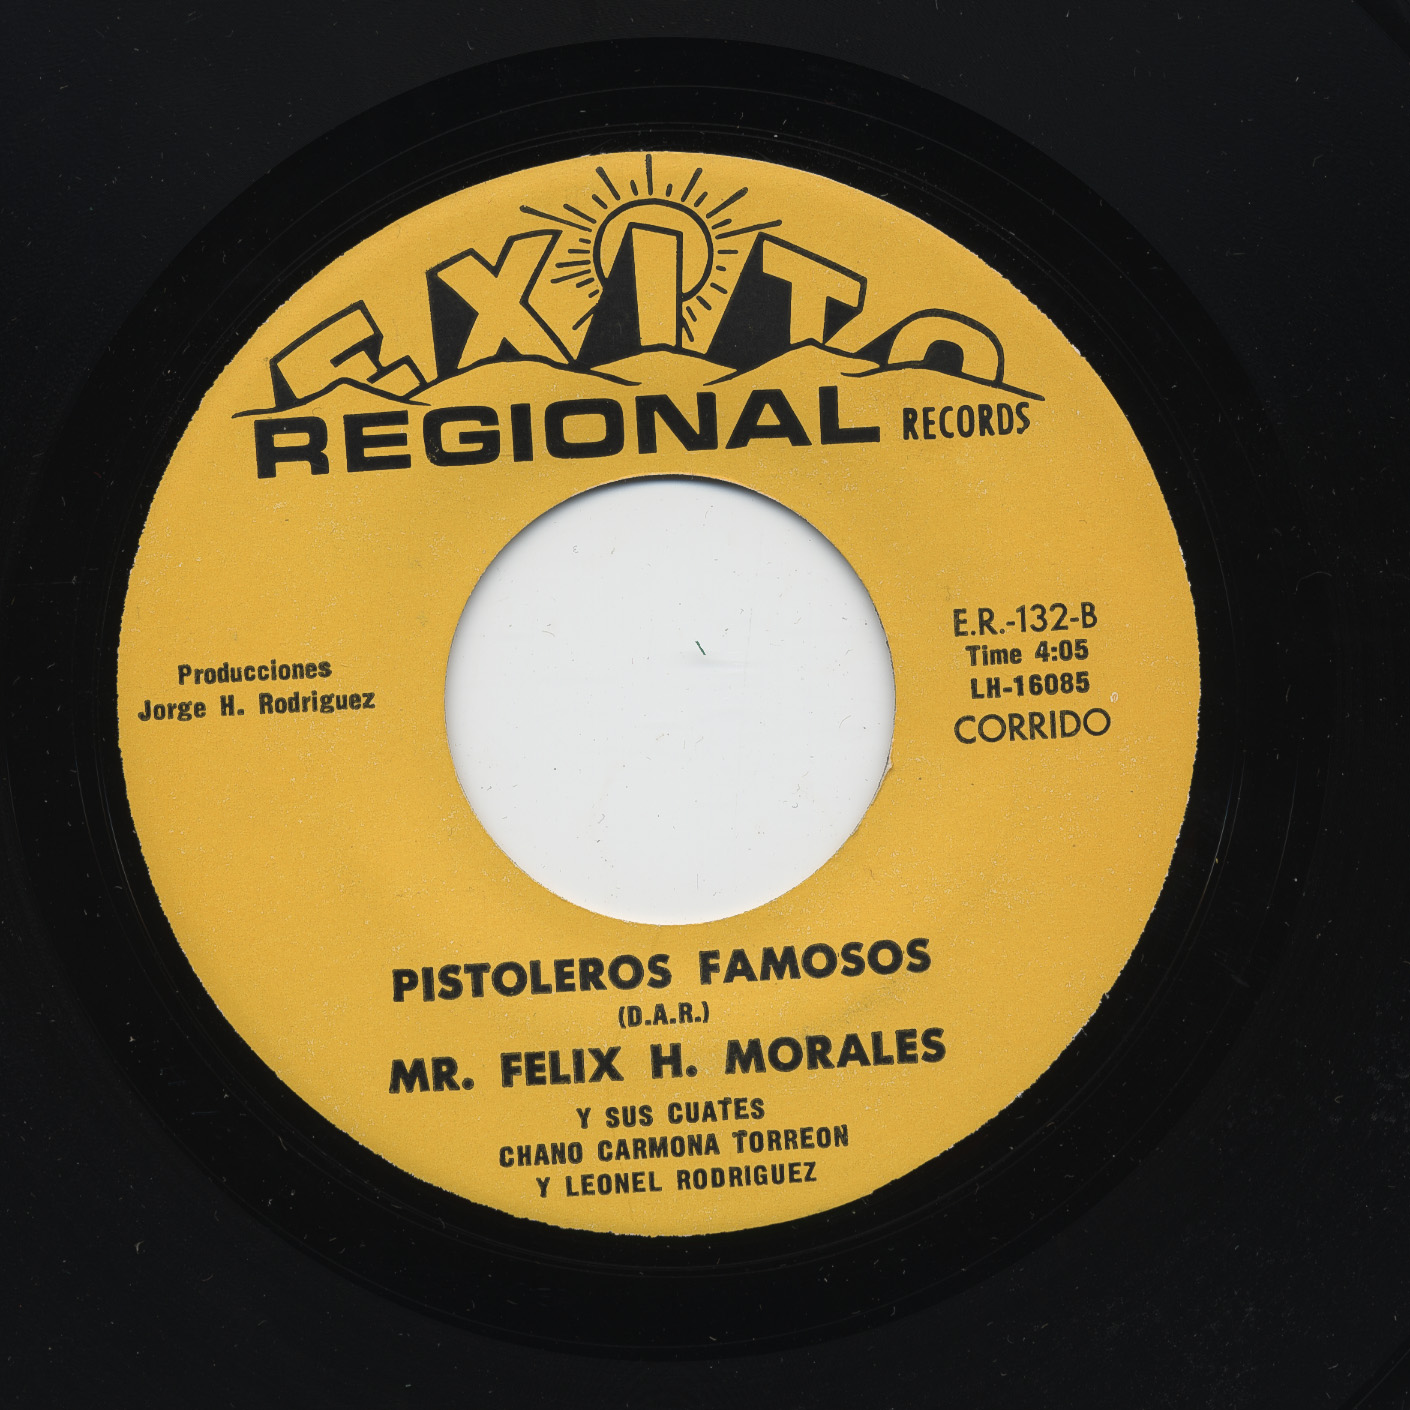 EXITO
REGIONAL RECORDS
Producciones
Jorge H. Rodriguez
E.R.-132-B
Time 4:05
LH-16085
CORRIDO
PISTOLEROS FAMOSOS
(D.A.R.)
MR. FELIX H. MORALES
Y SUS CUATES
CHANO CARMONA TORREON
Y LEONEL RODRIGUEZ